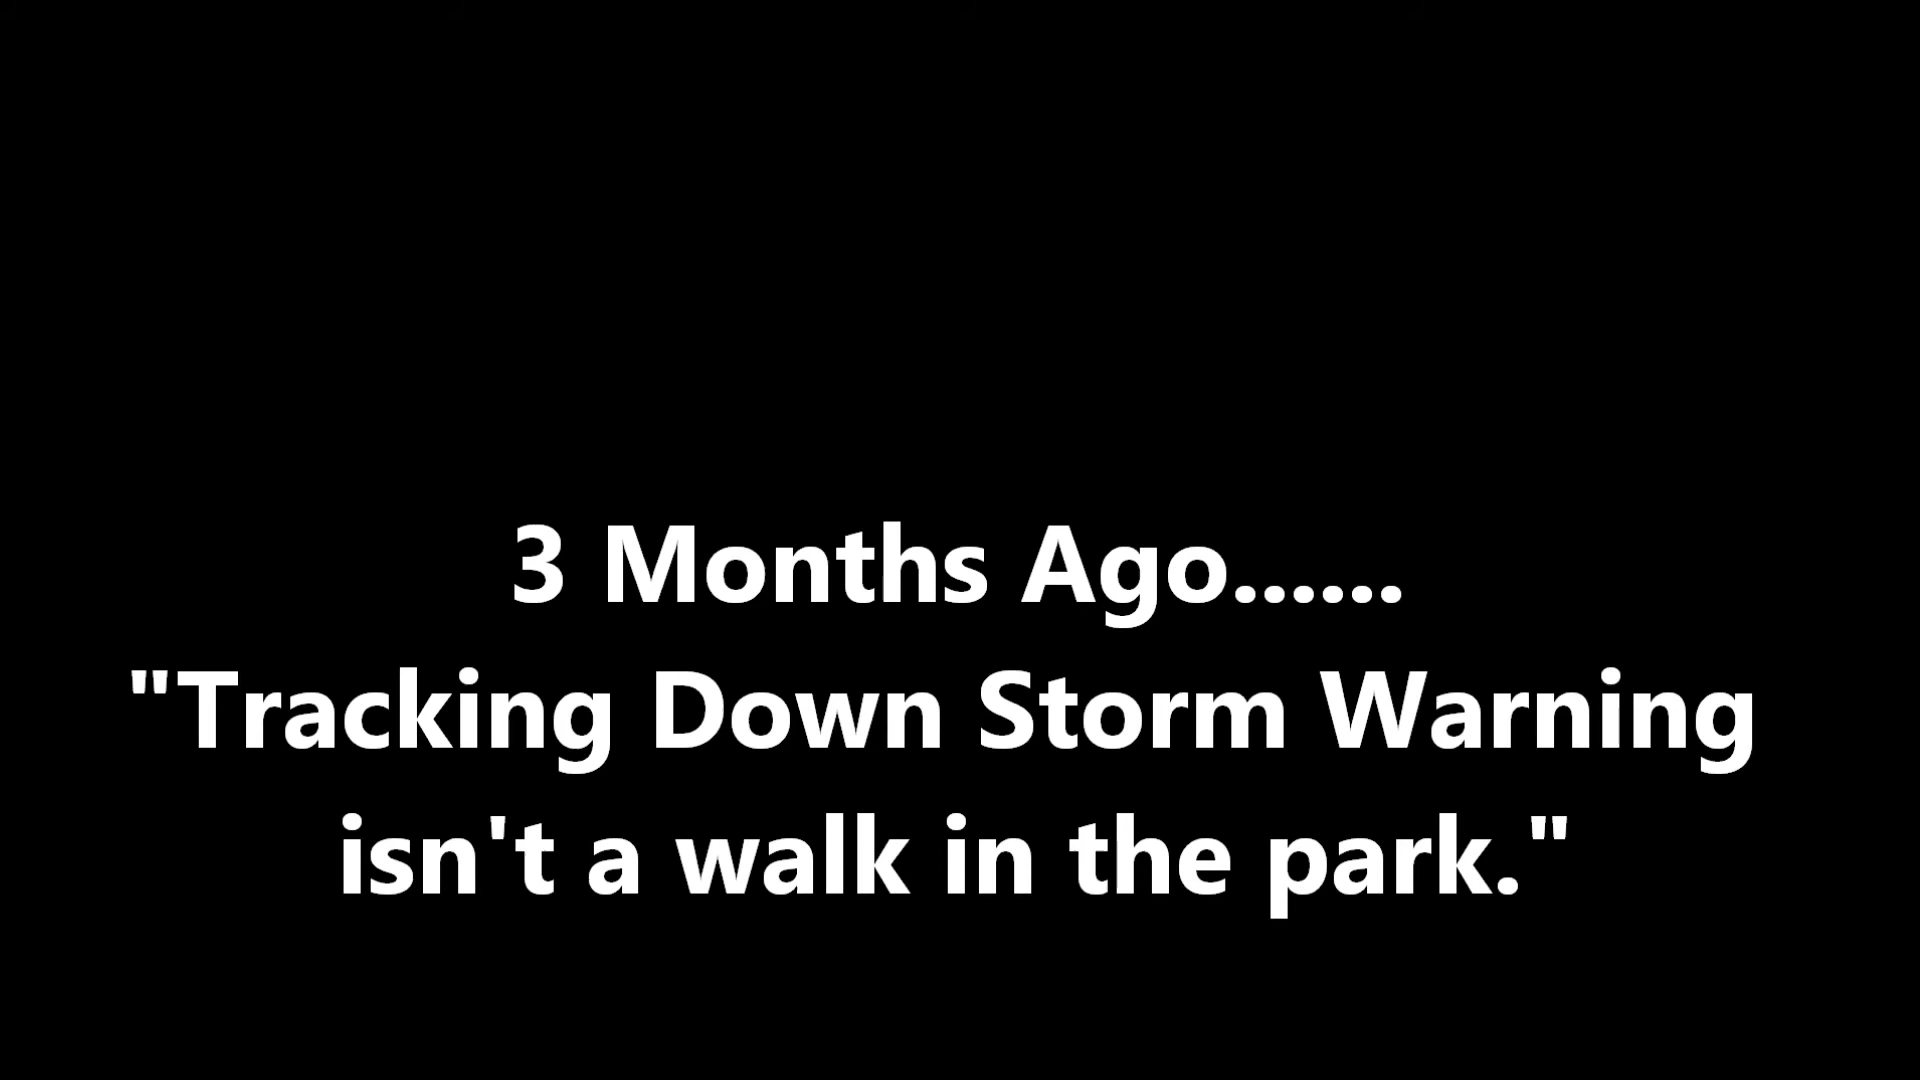 3 Months Ago......
"Tracking Down Storm Warning
isn't a walk in the park."